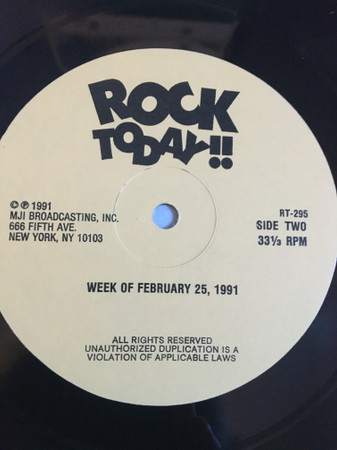 ROCK
TODAY!!
© ℗ 1991
MJI BROADCASTING, INC.
666 FIFTH AVE.
NEW YORK, NY 10103
RT-295
SIDE TWO
33⅓ RPM
WEEK OF FEBRUARY 25, 1991
ALL RIGHTS RESERVED
UNAUTHORIZED DUPLICATION IS A
VIOLATION OF APPLICABLE LAWS